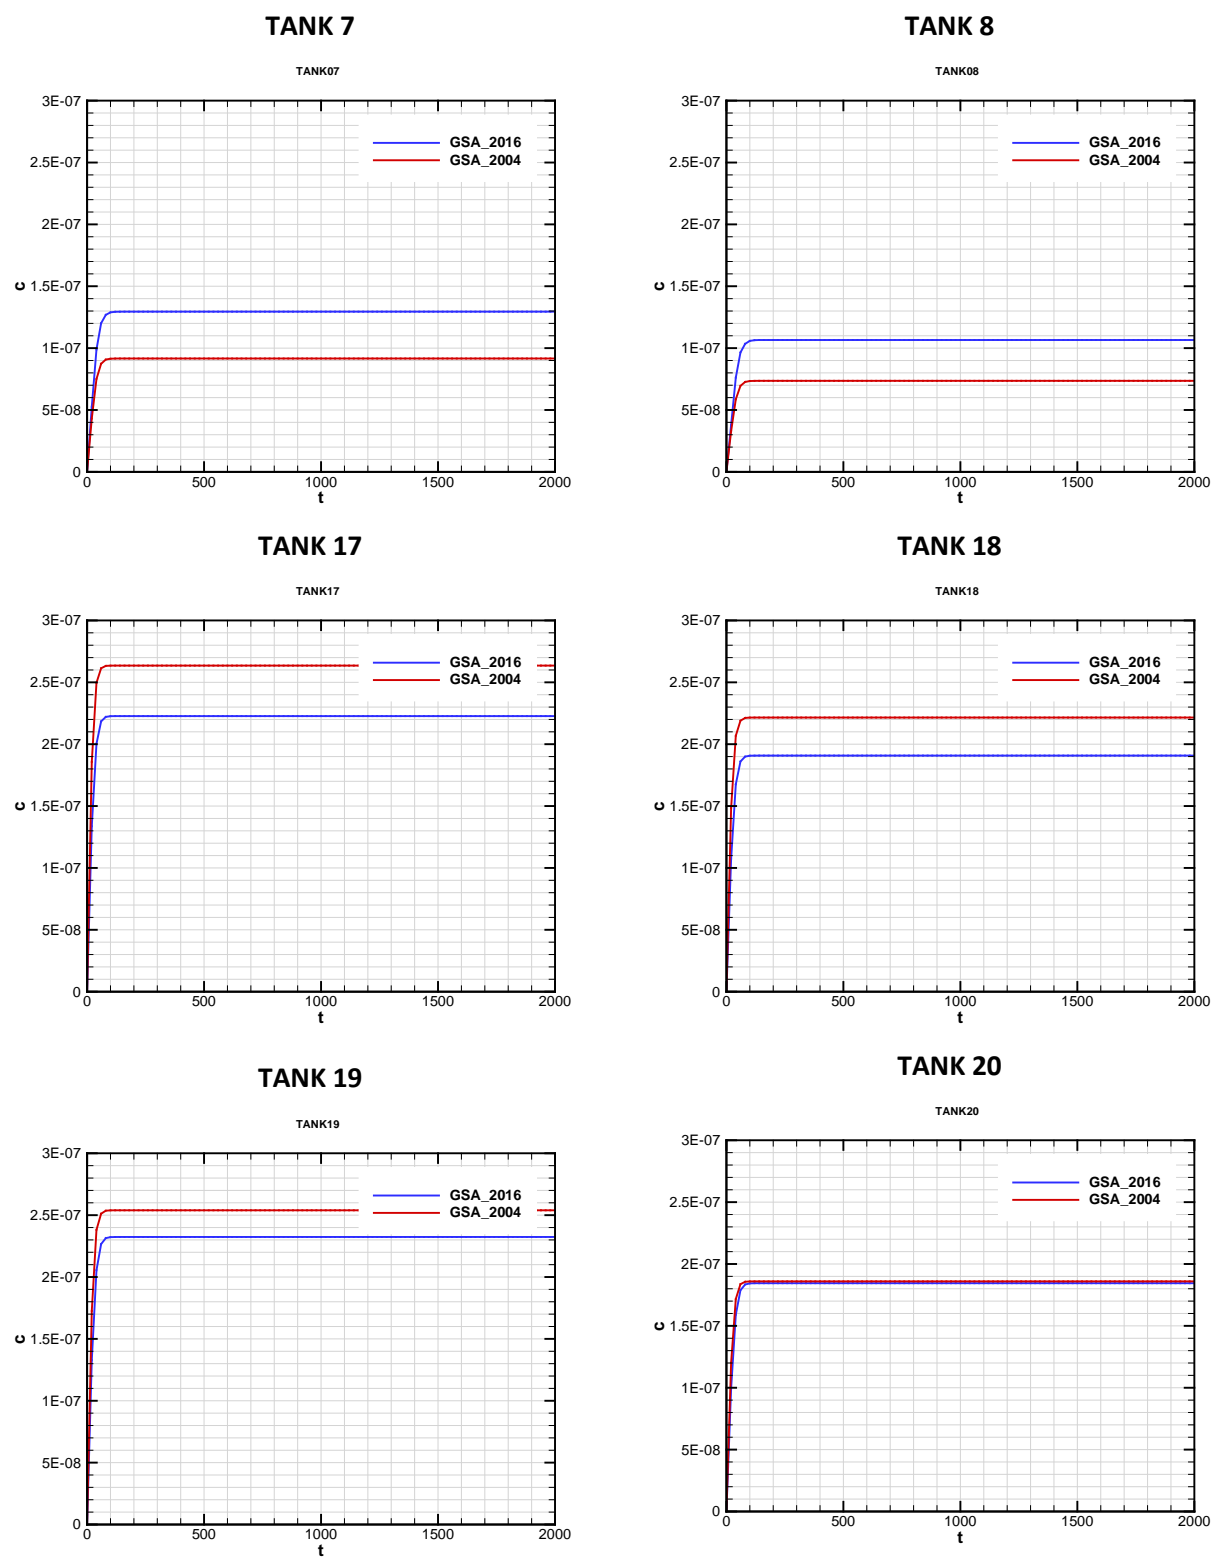 TANK 7
TANK07
3E-07
2.5E-07
2E-07
1.5E-07
1E-07
5E-08
0
c
GSA_2016
GSA_2004
0 500 1000 1500 2000
t
TANK 8
TANK08
3E-07
2.5E-07
2E-07
1.5E-07
1E-07
5E-08
0
c
GSA_2016
GSA_2004
0 500 1000 1500 2000
t
TANK 17
TANK17
3E-07
2.5E-07
2E-07
1.5E-07
1E-07
5E-08
0
c
GSA_2016
GSA_2004
0 500 1000 1500 2000
t
TANK 18
TANK18
3E-07
2.5E-07
2E-07
1.5E-07
1E-07
5E-08
0
c
GSA_2016
GSA_2004
0 500 1000 1500 2000
t
TANK 19
TANK19
3E-07
2.5E-07
2E-07
1.5E-07
1E-07
5E-08
0
c
GSA_2016
GSA_2004
0 500 1000 1500 2000
t
TANK 20
TANK20
3E-07
2.5E-07
2E-07
1.5E-07
1E-07
5E-08
0
c
GSA_2016
GSA_2004
0 500 1000 1500 2000
t